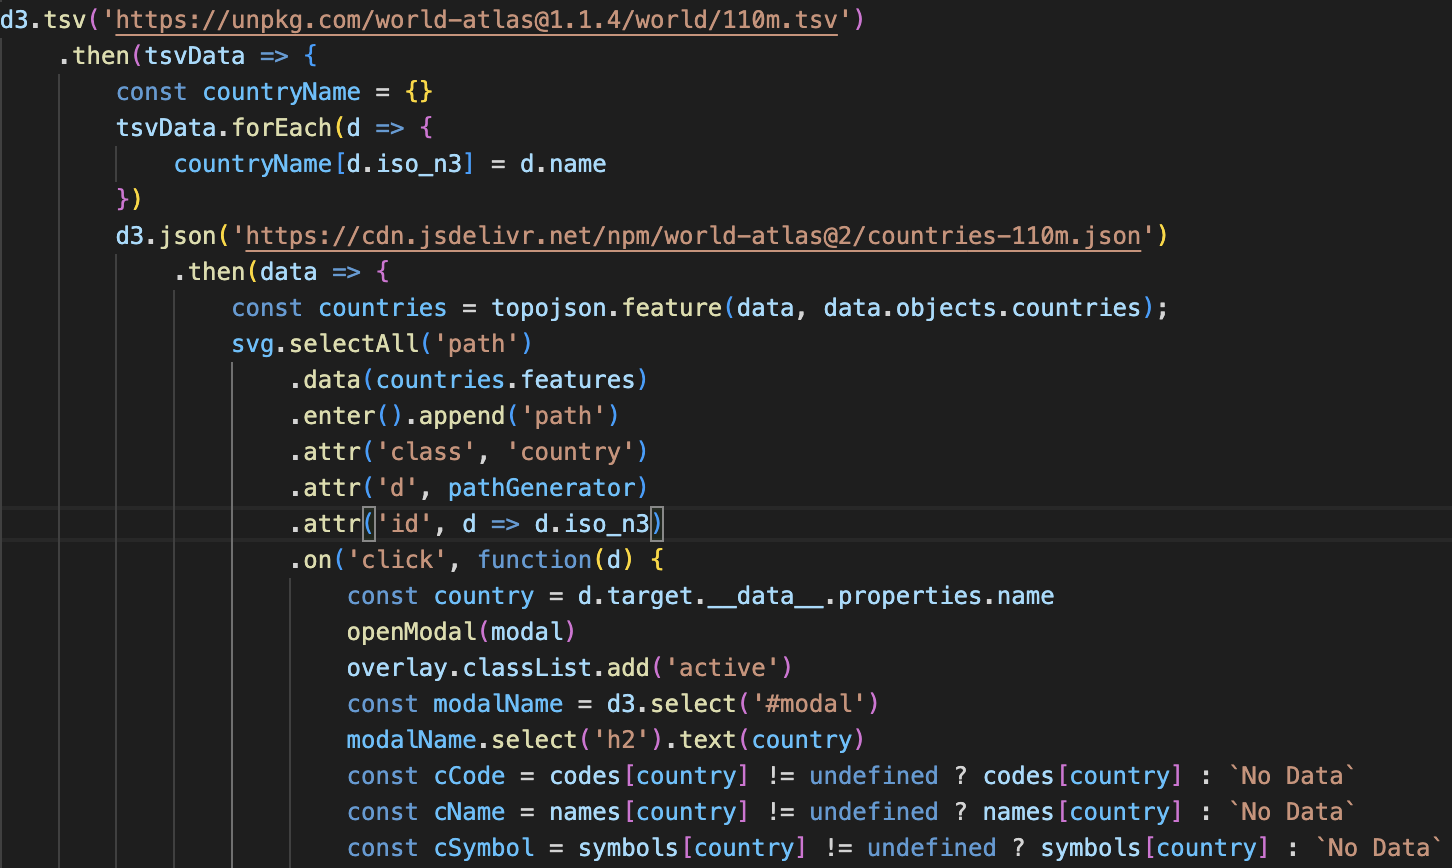 d3.tsv('https://unpkg.com/world-atlas@1.1.4/world/110m.tsv')
    .then(tsvData => {
        const countryName = {}
        tsvData.forEach(d => {
            countryName[d.iso_n3] = d.name
        })
        d3.json('https://cdn.jsdelivr.net/npm/world-atlas@2/countries-110m.json')
            .then(data => {
                const countries = topojson.feature(data, data.objects.countries);
                svg.selectAll('path')
                    .data(countries.features)
                    .enter().append('path')
                    .attr('class', 'country')
                    .attr('d', pathGenerator)
                    .attr('id', d => d.iso_n3)
                    .on('click', function(d) {
                        const country = d.target.__data__.properties.name
                        openModal(modal)
                        overlay.classList.add('active')
                        const modalName = d3.select('#modal')
                        modalName.select('h2').text(country)
                        const cCode = codes[country] != undefined ? codes[country] : `No Data`
                        const cName = names[country] != undefined ? names[country] : `No Data`
                        const cSymbol = symbols[country] != undefined ? symbols[country] : `No Data`